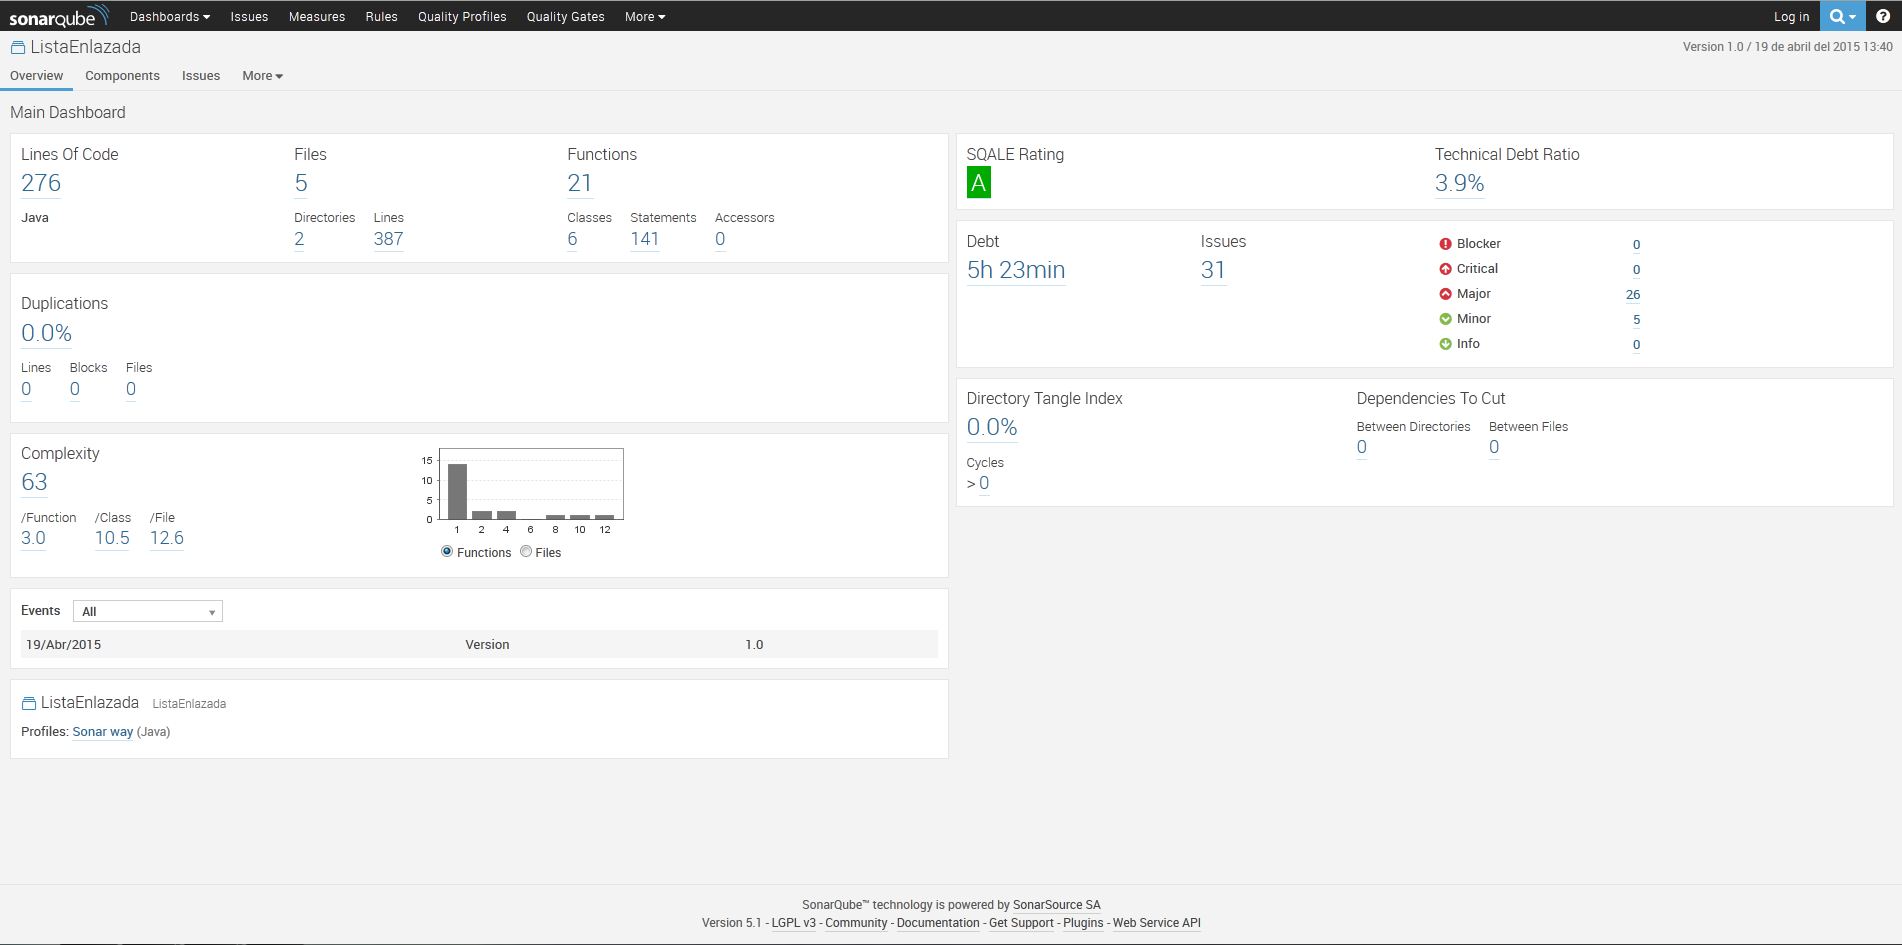 sonarqube Dashboards Issues Measures Rules Quality Profiles Quality Gates More Log in ?
ListaEnlazada
Version 1.0 / 19 de abril del 2015 13:40
Overview Components Issues More
Main Dashboard
Lines Of Code Files Functions
276 5 21
Java Directories Lines Classes Statements Accessors
2 387 6 141 0
SQALE Rating Technical Debt Ratio
A 3.9%
Debt Issues
5h 23min 31
Blocker 0
Critical 0
Major 26
Minor 5
Info 0
Duplications
0.0%
Lines Blocks Files
0 0 0
Directory Tangle Index Dependencies To Cut
0.0% Between Directories Between Files
0 0
Cycles
> 0
Complexity
63
/Function /Class /File
3.0 10.5 12.6
15
10
5
0
1 2 4 6 8 10 12
Functions Files
Events All
19/Abr/2015 Version 1.0
ListaEnlazada ListaEnlazada
Profiles: Sonar way (Java)
SonarQube™ technology is powered by SonarSource SA
Version 5.1 - LGPL v3 - Community - Documentation - Get Support - Plugins - Web Service API